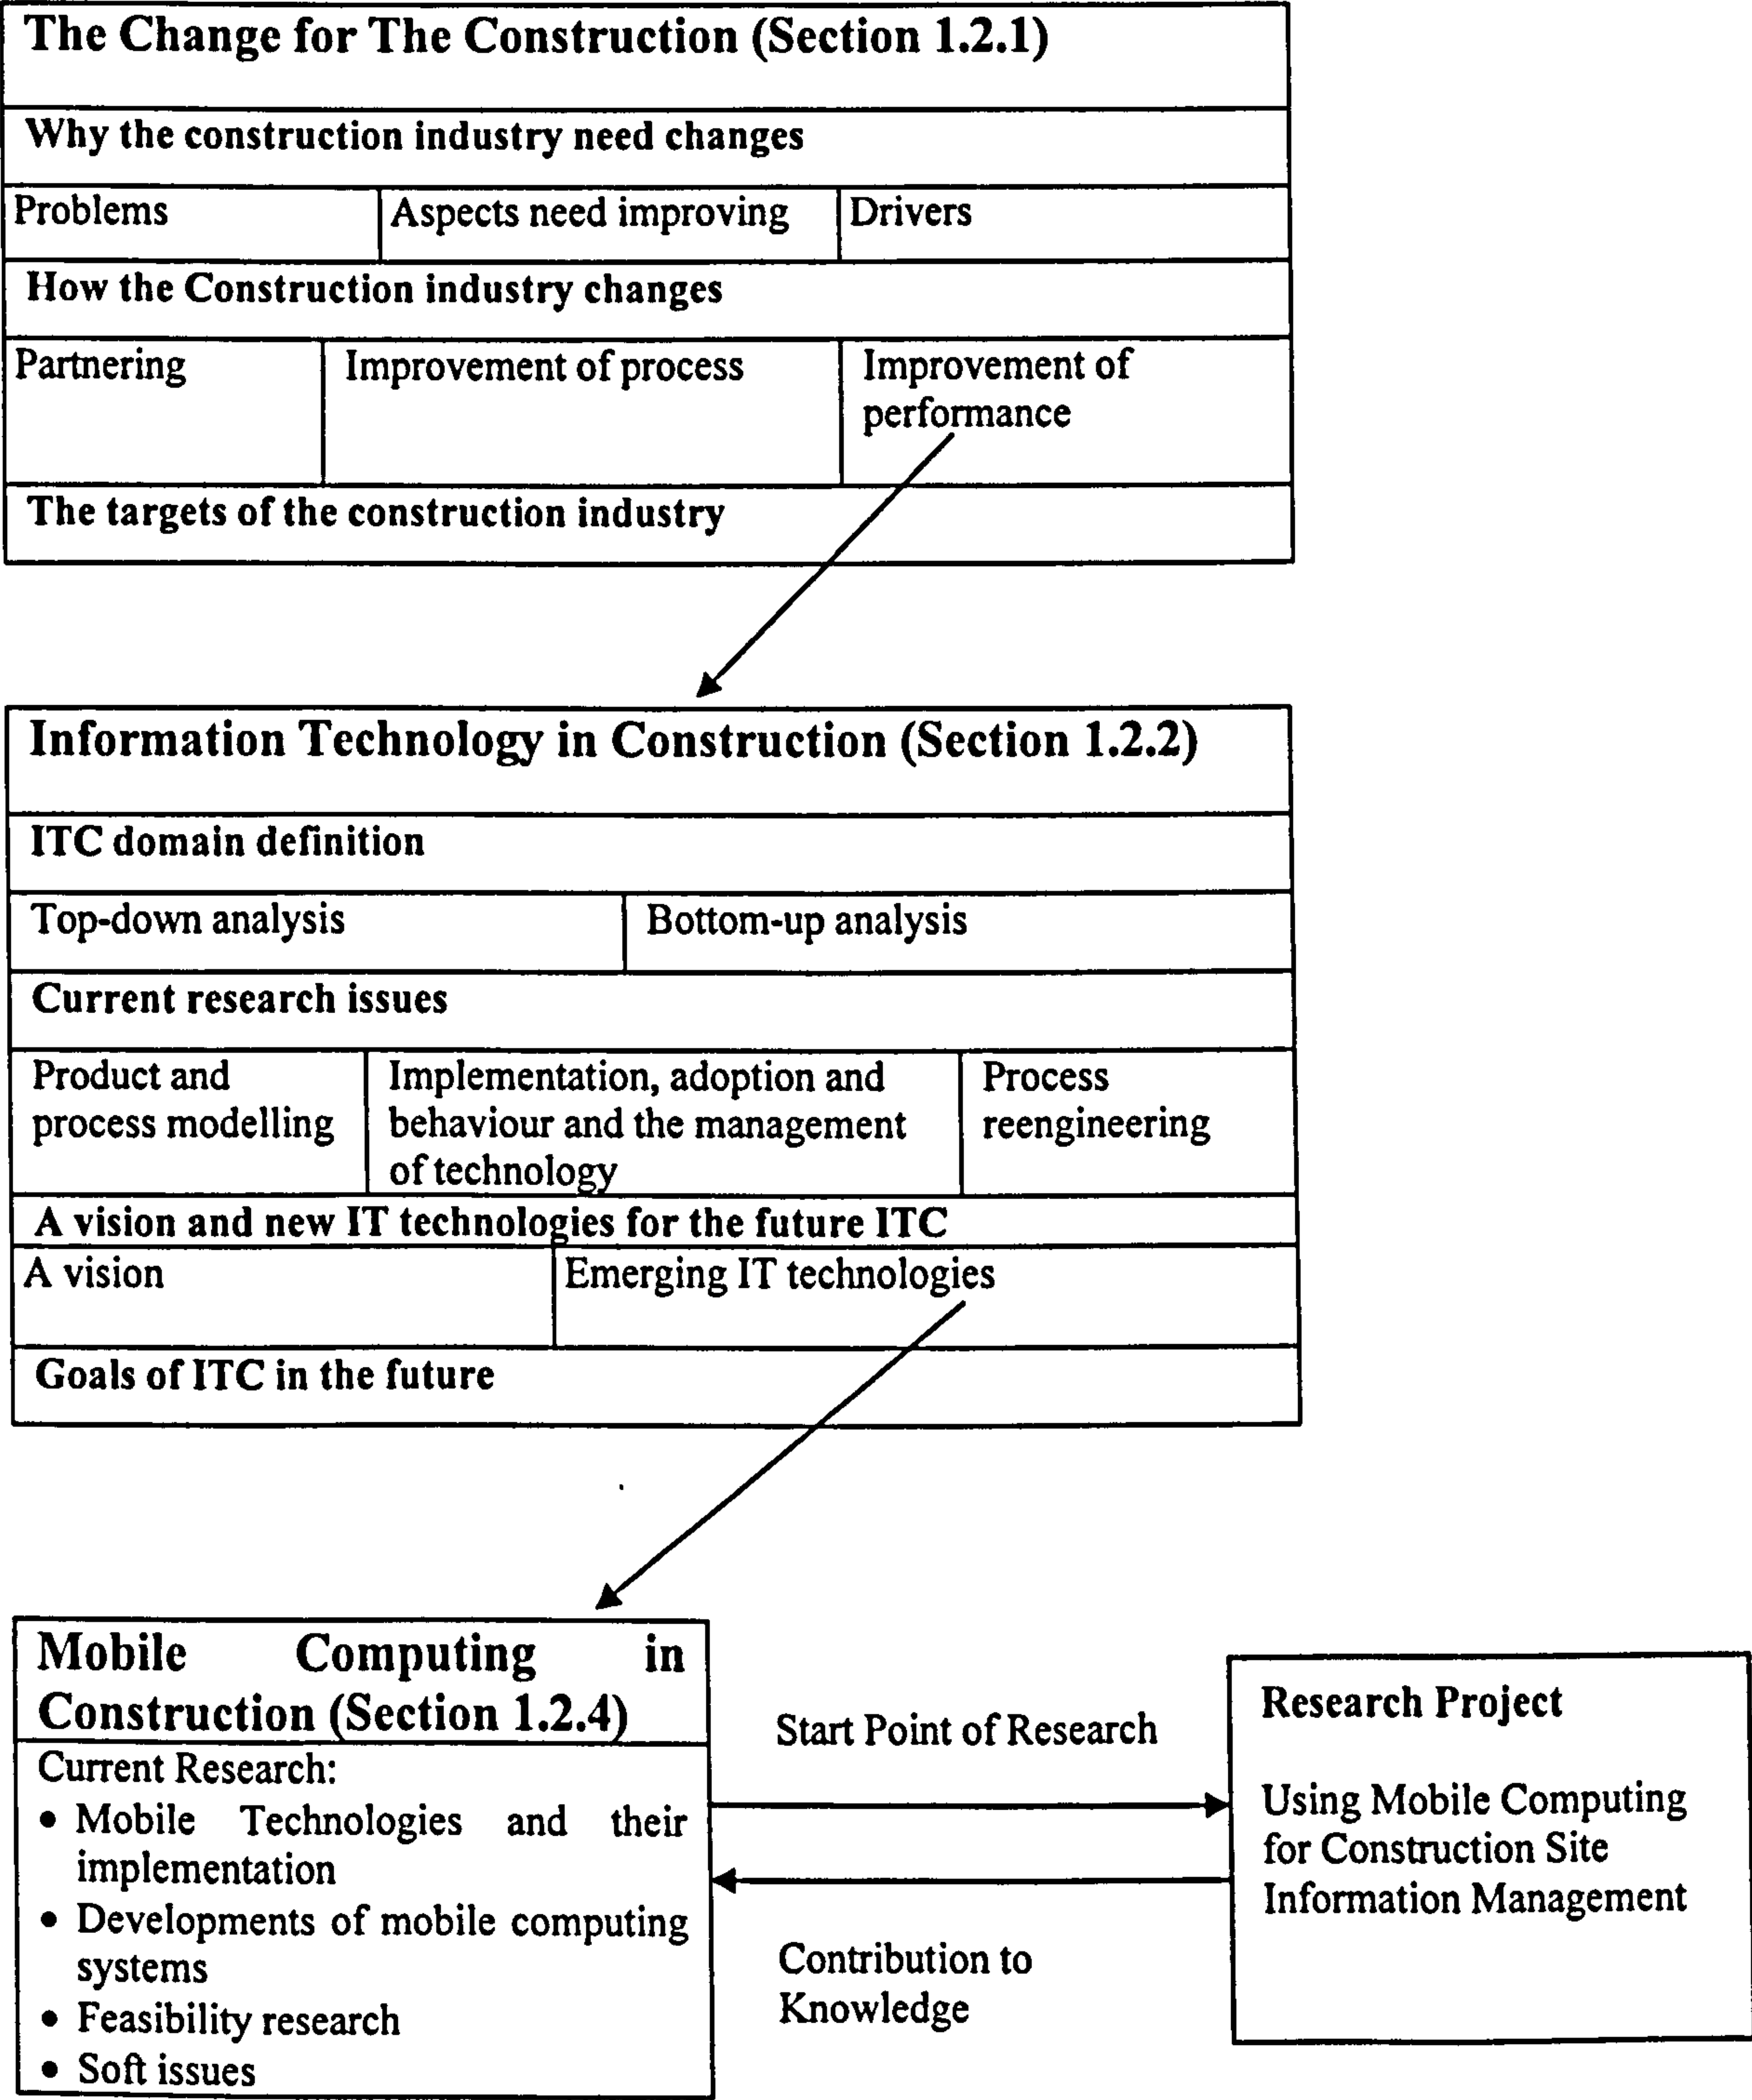 The Change for The Construction (Section 1.2.1)
Why the construction industry need changes
Problems
Aspects need improving
Drivers
How the Construction industry changes
Partnering
Improvement of process
Improvement of
performance
The targets of the construction industry
Information Technology in Construction (Section 1.2.2)
ITC domain definition
Top-down analysis
Bottom-up analysis
Current research issues
Product and
process modelling
Implementation, adoption and
behaviour and the management
of technology
Process
reengineering
A vision and new IT technologies for the future ITC
A vision
Emerging IT technologies
Goals of ITC in the future
Mobile Computing in
Construction (Section 1.2.4)
Current Research:
• Mobile Technologies and their
implementation
• Developments of mobile computing
systems
• Feasibility research
• Soft issues
Start Point of Research
Contribution to
Knowledge
Research Project
Using Mobile Computing
for Construction Site
Information Management